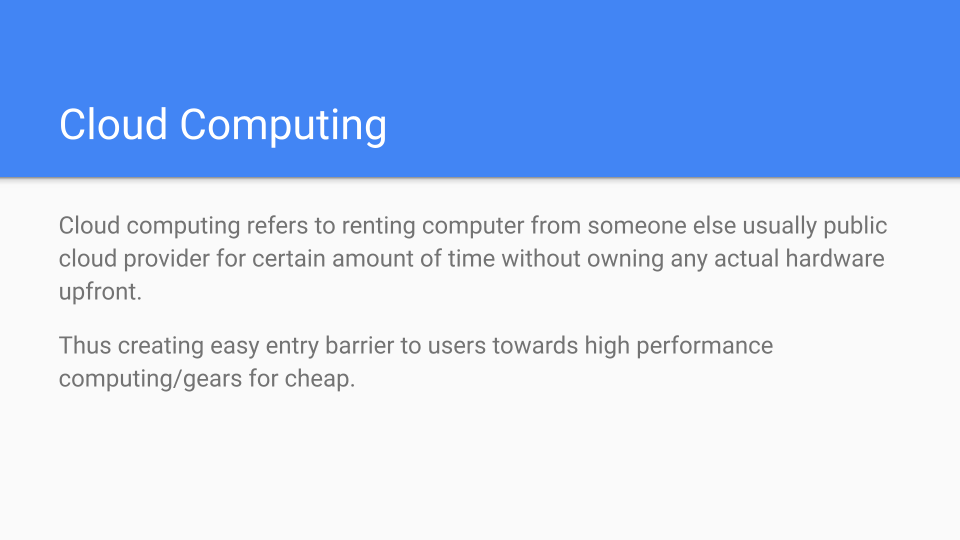 Cloud Computing
Cloud computing refers to renting computer from someone else usually public
cloud provider for certain amount of time without owning any actual hardware
upfront.
Thus creating easy entry barrier to users towards high performance
computing/gears for cheap.